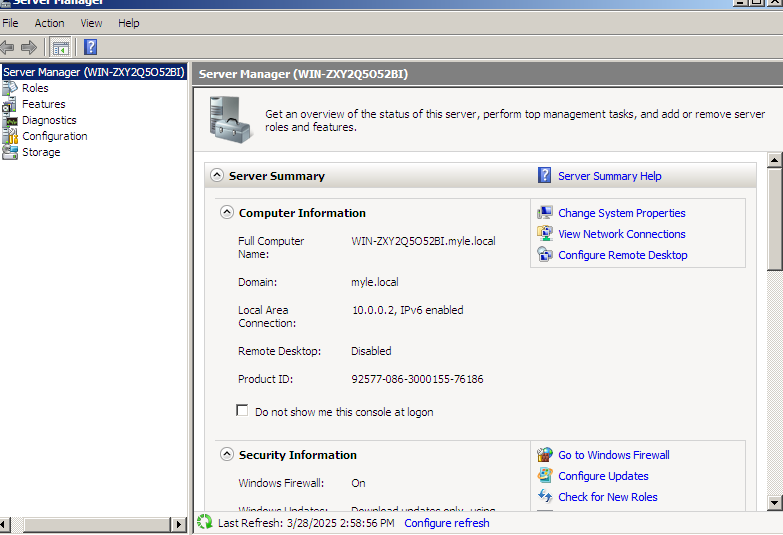 Server Manager
File Action View Help
Server Manager (WIN-ZXY2Q5O52BI)
Roles
Features
Diagnostics
Configuration
Storage
Server Manager (WIN-ZXY2Q5O52BI)
Get an overview of the status of this server, perform top management tasks, and add or remove server
roles and features.
Server Summary
Server Summary Help
Computer Information
Full Computer Name: WIN-ZXY2Q5O52BI.myle.local
Domain: myle.local
Local Area Connection: 10.0.0.2, IPv6 enabled
Remote Desktop: Disabled
Product ID: 92577-086-3000155-76186
Do not show me this console at logon
Change System Properties
View Network Connections
Configure Remote Desktop
Security Information
Windows Firewall: On
Windows Updates: Download updates only, using
Go to Windows Firewall
Configure Updates
Check for New Roles
Last Refresh: 3/28/2025 2:58:56 PM Configure refresh